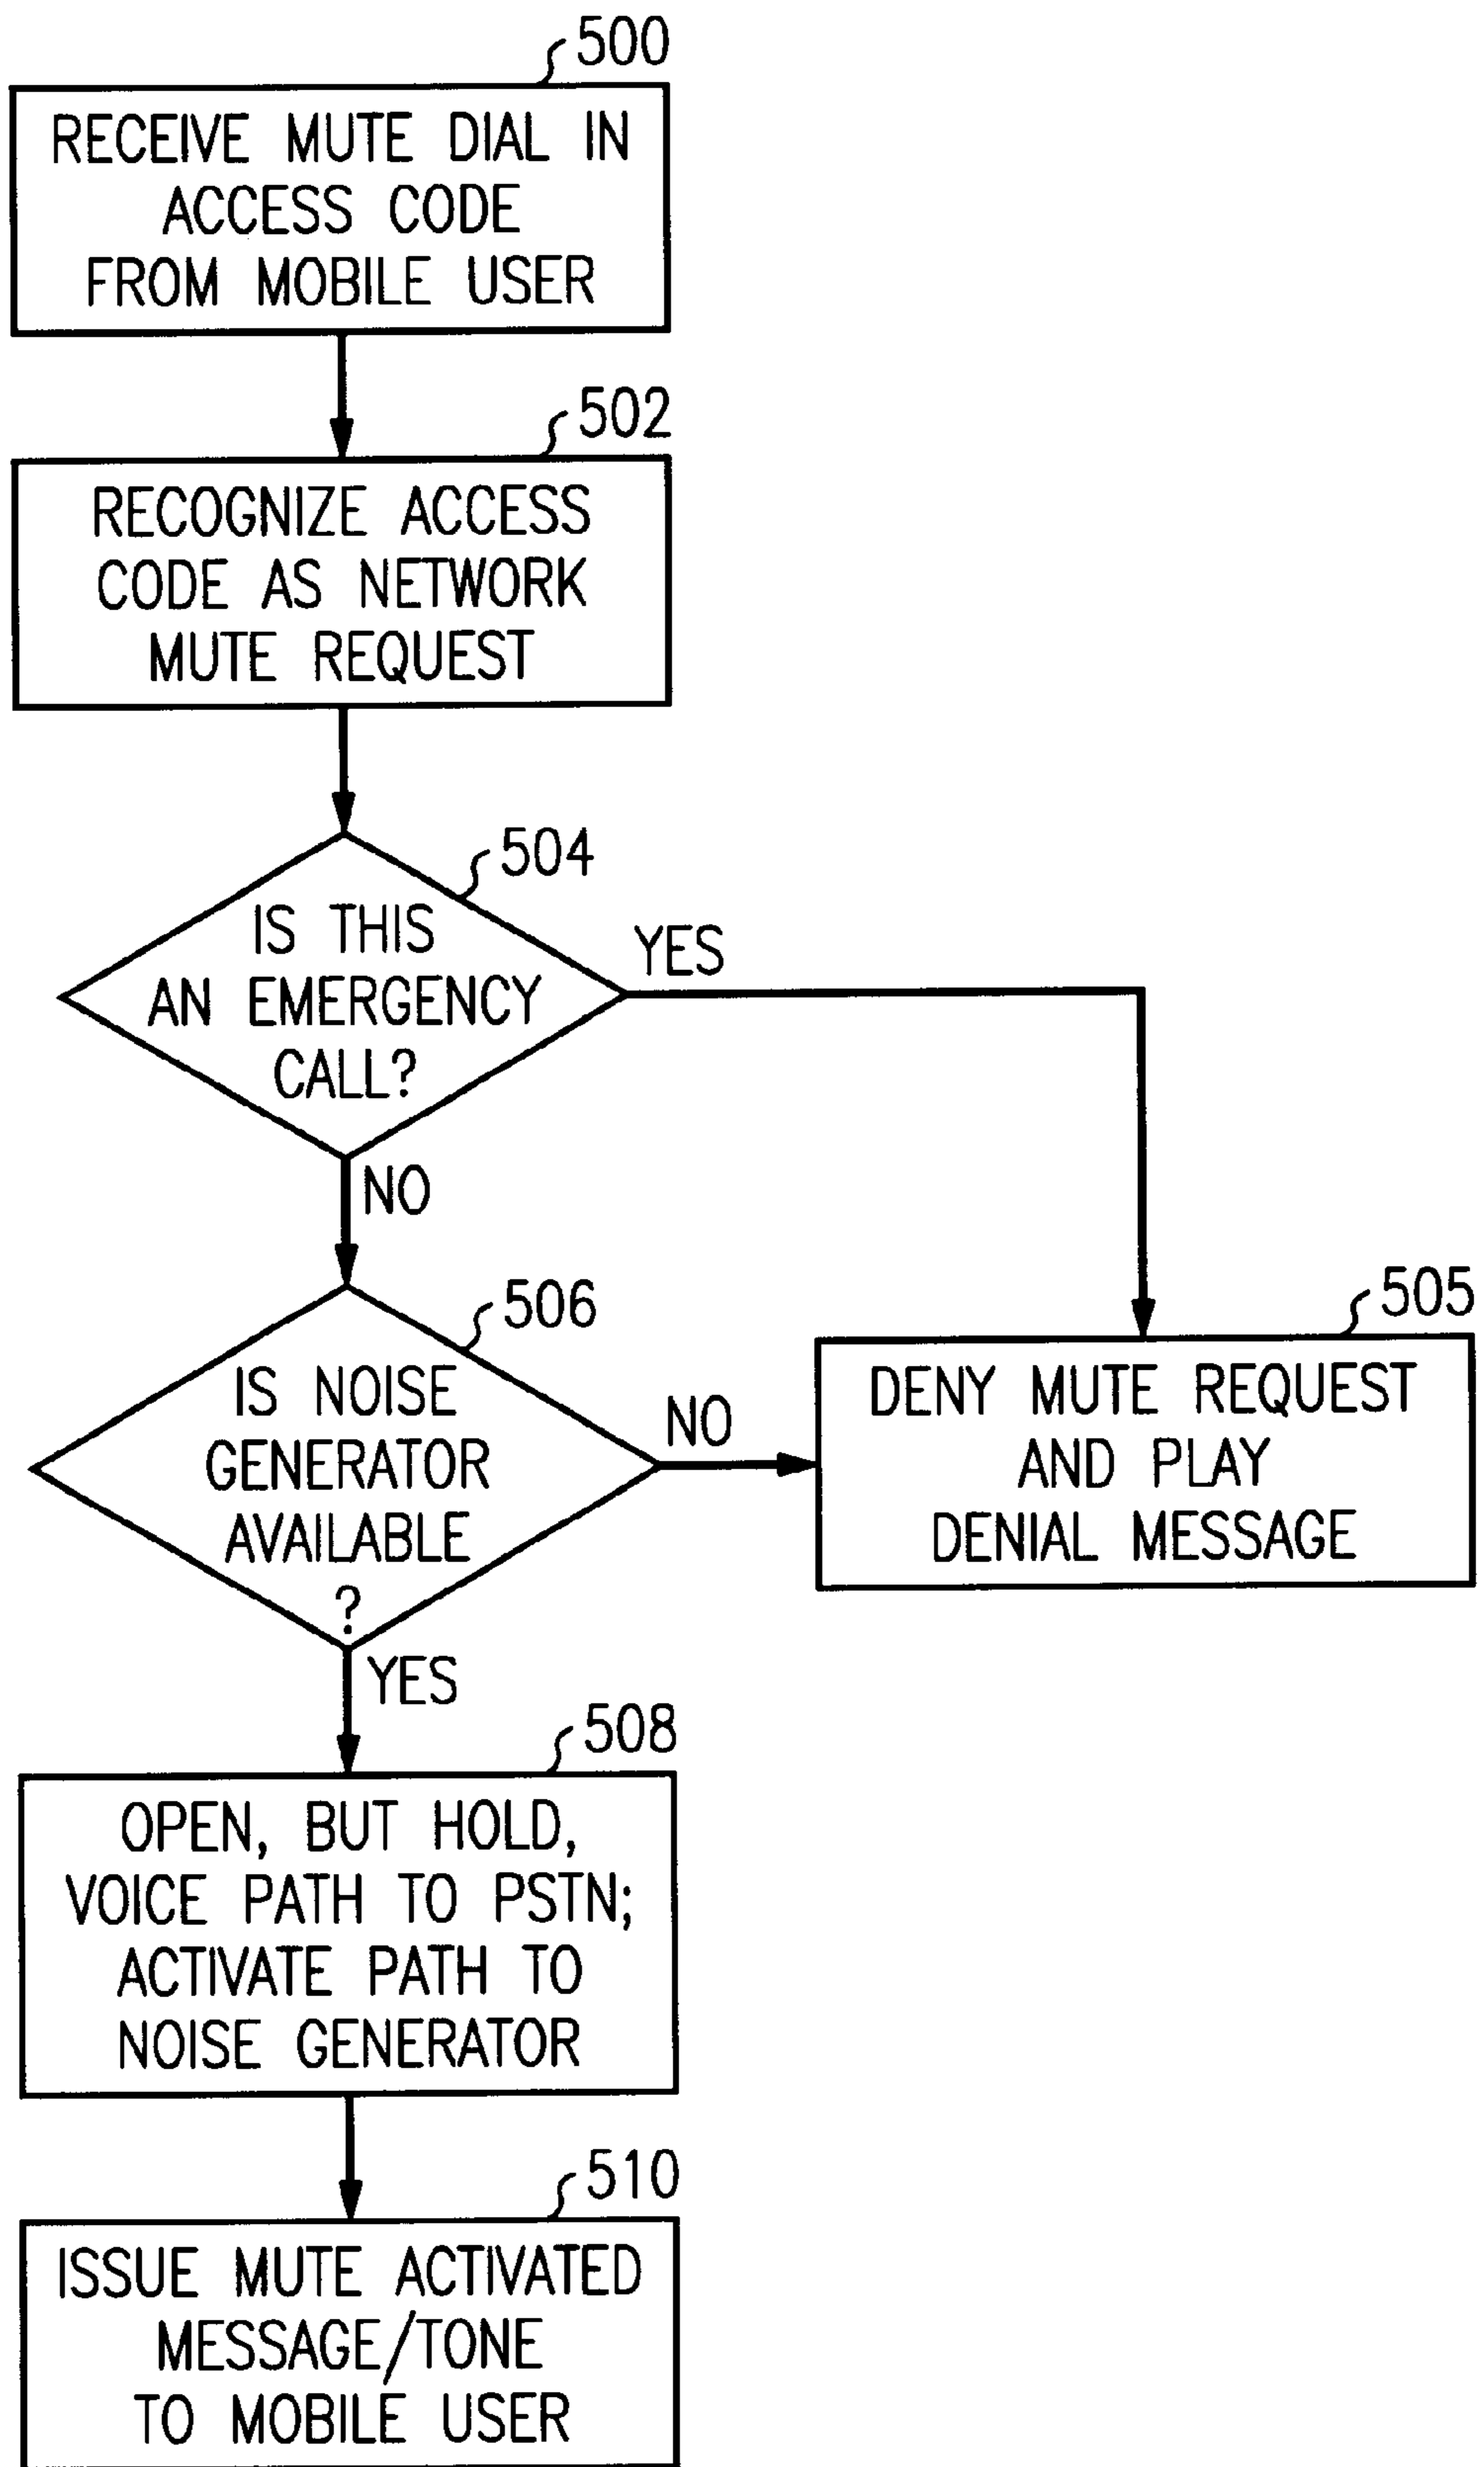 500
RECEIVE MUTE DIAL IN
ACCESS CODE
FROM MOBILE USER
502
RECOGNIZE ACCESS
CODE AS NETWORK
MUTE REQUEST
504
IS THIS
AN EMERGENCY
CALL?
YES
NO
506
IS NOISE
GENERATOR
AVAILABLE
?
NO
505
DENY MUTE REQUEST
AND PLAY
DENIAL MESSAGE
YES
508
OPEN, BUT HOLD,
VOICE PATH TO PSTN;
ACTIVATE PATH TO
NOISE GENERATOR
510
ISSUE MUTE ACTIVATED
MESSAGE/TONE
TO MOBILE USER